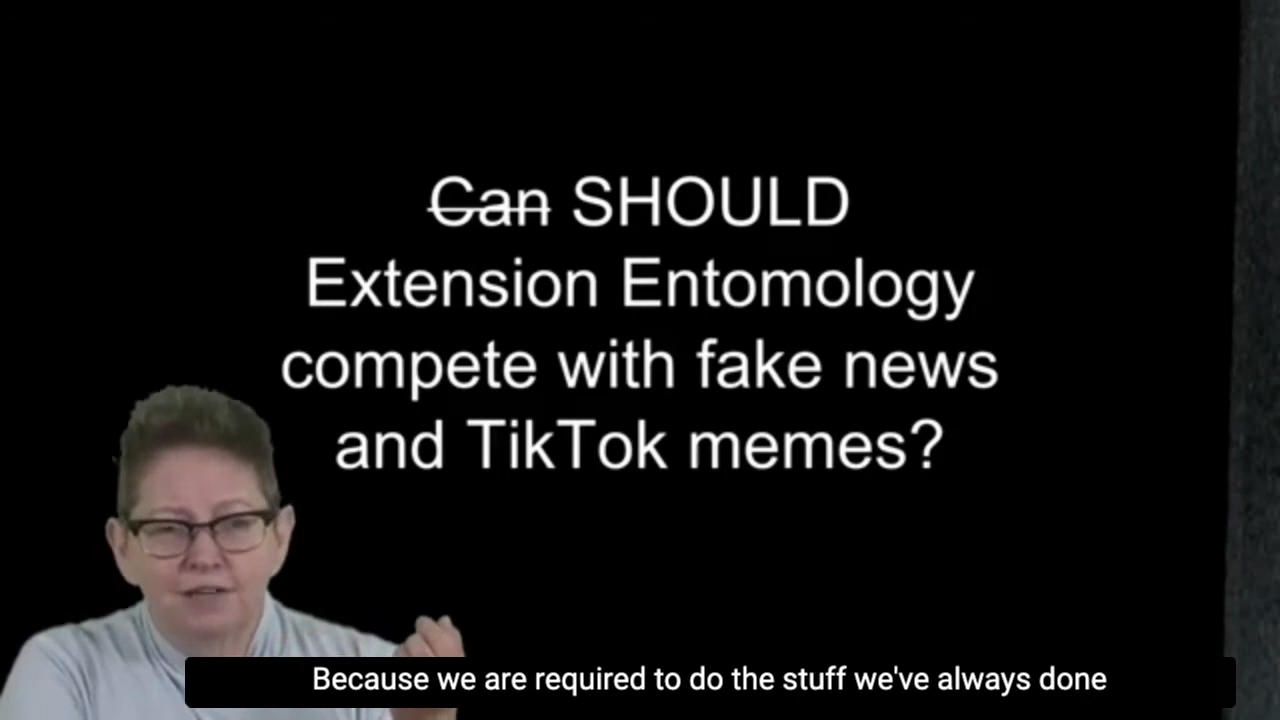 Can SHOULD
Extension Entomology
compete with fake news
and TikTok memes?
Because we are required to do the stuff we've always done